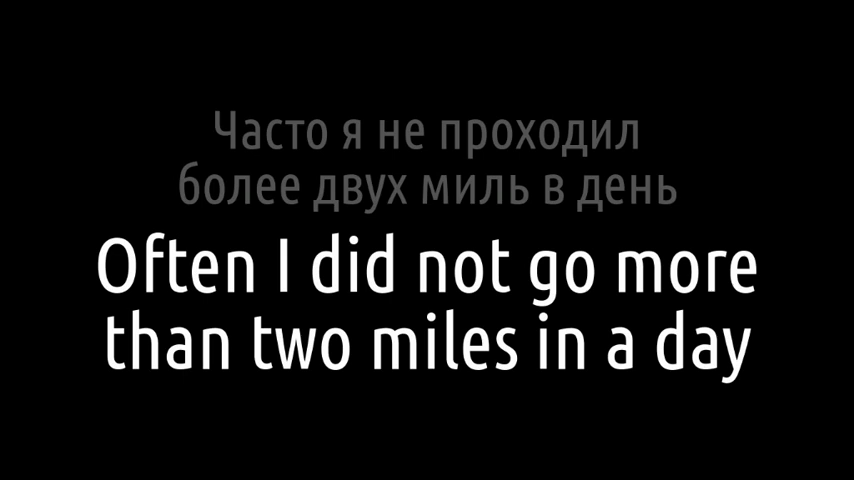 Часто я не проходил
более двух миль в день
Often I did not go more
than two miles in a day